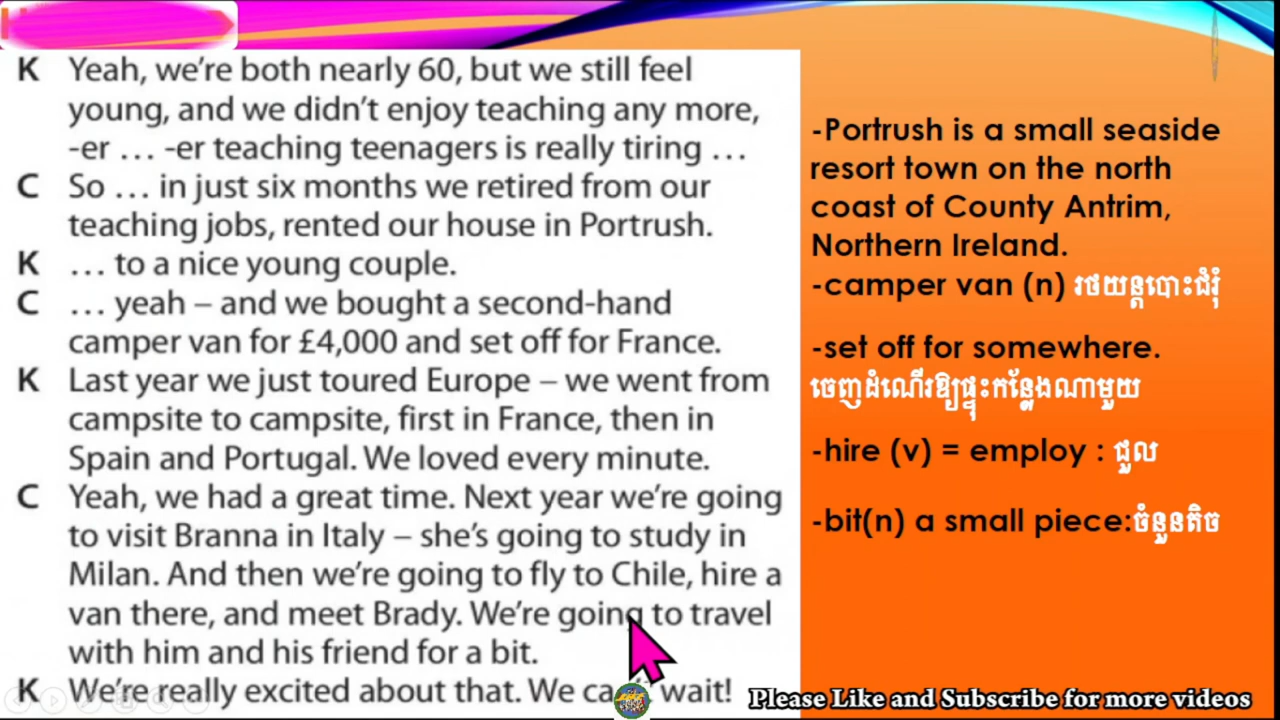 K Yeah, we're both nearly 60, but we still feel
young, and we didn't enjoy teaching any more,
-er … -er teaching teenagers is really tiring …
C So … in just six months we retired from our
teaching jobs, rented our house in Portrush.
K … to a nice young couple.
C … yeah – and we bought a second-hand
camper van for £4,000 and set off for France.
K Last year we just toured Europe – we went from
campsite to campsite, first in France, then in
Spain and Portugal. We loved every minute.
C Yeah, we had a great time. Next year we're going
to visit Branna in Italy – she's going to study in
Milan. And then we're going to fly to Chile, hire a
van there, and meet Brady. We're going to travel
with him and his friend for a bit.
K We're really excited about that. We can't wait!
-Portrush is a small seaside
resort town on the north
coast of County Antrim,
Northern Ireland.
-camper van (n) រថយន្តបោះជំរុំ
-set off for somewhere.
ចេញដំណើរឱ្យផ្ទុះកន្លែងណាមួយ
-hire (v) = employ : ជួល
-bit(n) a small piece:ចំនួនតិច
Please Like and Subscribe for more videos